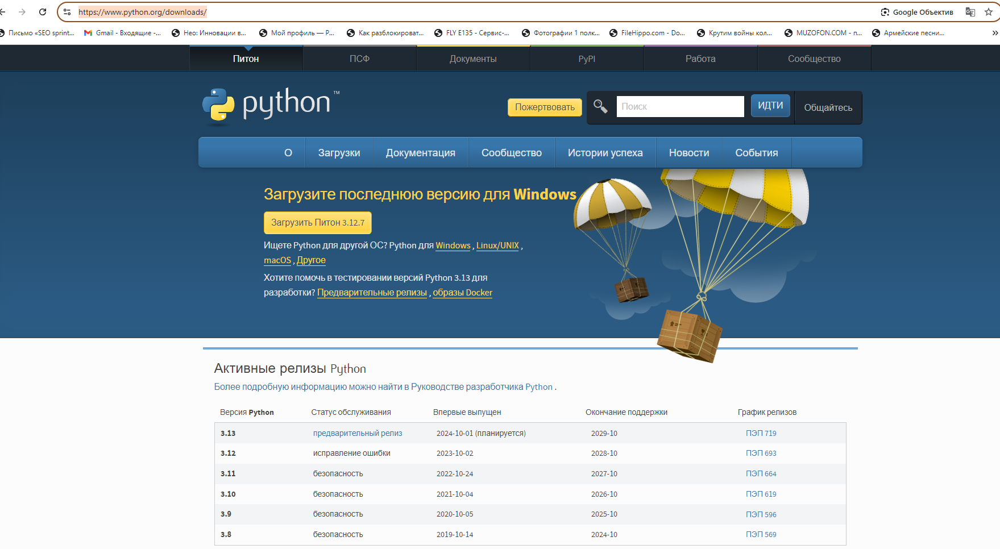 https://www.python.org/downloads/
Google Объектив
Письмо «SEO sprint...
Gmail - Входящие -...
Нео: Инновации в...
Мой профиль — Р...
Как разблокироват...
FLY E135 - Сервис-...
Фотографии 1 полк...
FileHippo.com - Do...
Крутим войны кол...
MUZOFON.COM - п...
Армейские песни...
Питон
ПСФ
Документы
PyPI
Работа
Сообщество
python™
Пожертвовать
Поиск
ИДТИ
Общайтесь
О
Загрузки
Документация
Сообщество
Истории успеха
Новости
События
Загрузите последнюю версию для Windows
Загрузить Питон 3.12.7
Ищете Python для другой ОС? Python для Windows , Linux/UNIX ,
macOS , Другое
Хотите помочь в тестировании версий Python 3.13 для
разработки? Предварительные релизы , образы Docker
Активные релизы Python
Более подробную информацию можно найти в Руководстве разработчика Python .
Версия Python Статус обслуживания Впервые выпущен Окончание поддержки График релизов
3.13 предварительный релиз 2024-10-01 (планируется) 2029-10 ПЭП 719
3.12 исправление ошибки 2023-10-02 2028-10 ПЭП 693
3.11 безопасность 2022-10-24 2027-10 ПЭП 664
3.10 безопасность 2021-10-04 2026-10 ПЭП 619
3.9 безопасность 2020-10-05 2025-10 ПЭП 596
3.8 безопасность 2019-10-14 2024-10 ПЭП 569